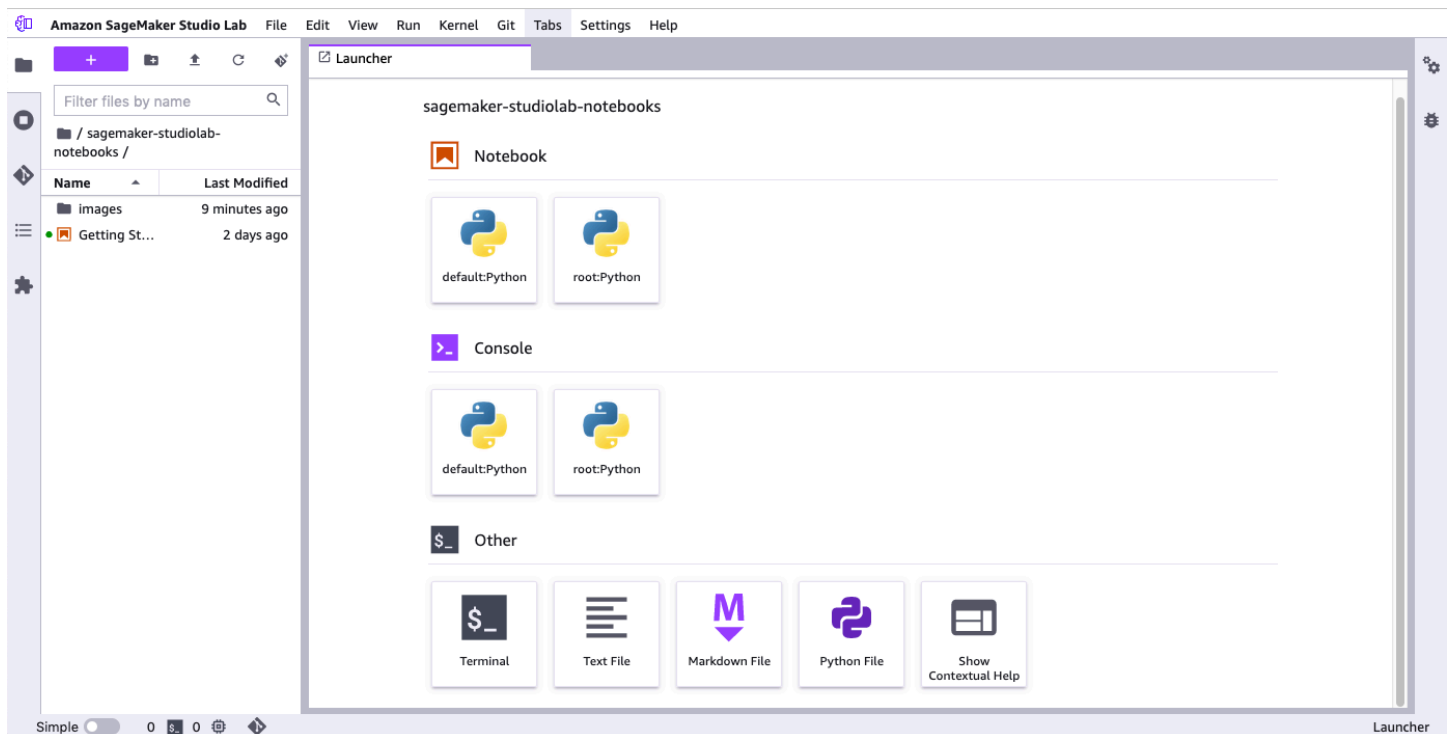 Amazon SageMaker Studio Lab File Edit View Run Kernel Git Tabs Settings Help
+
Filter files by name
/ sagemaker-studiolab-
notebooks /
Name Last Modified
images 9 minutes ago
Getting St... 2 days ago
Launcher
sagemaker-studiolab-notebooks
Notebook
default:Python root:Python
>_ Console
default:Python root:Python
$_ Other
$_ M
Terminal Text File Markdown File Python File Show
Contextual Help
Simple 0 $_ 0 Launcher